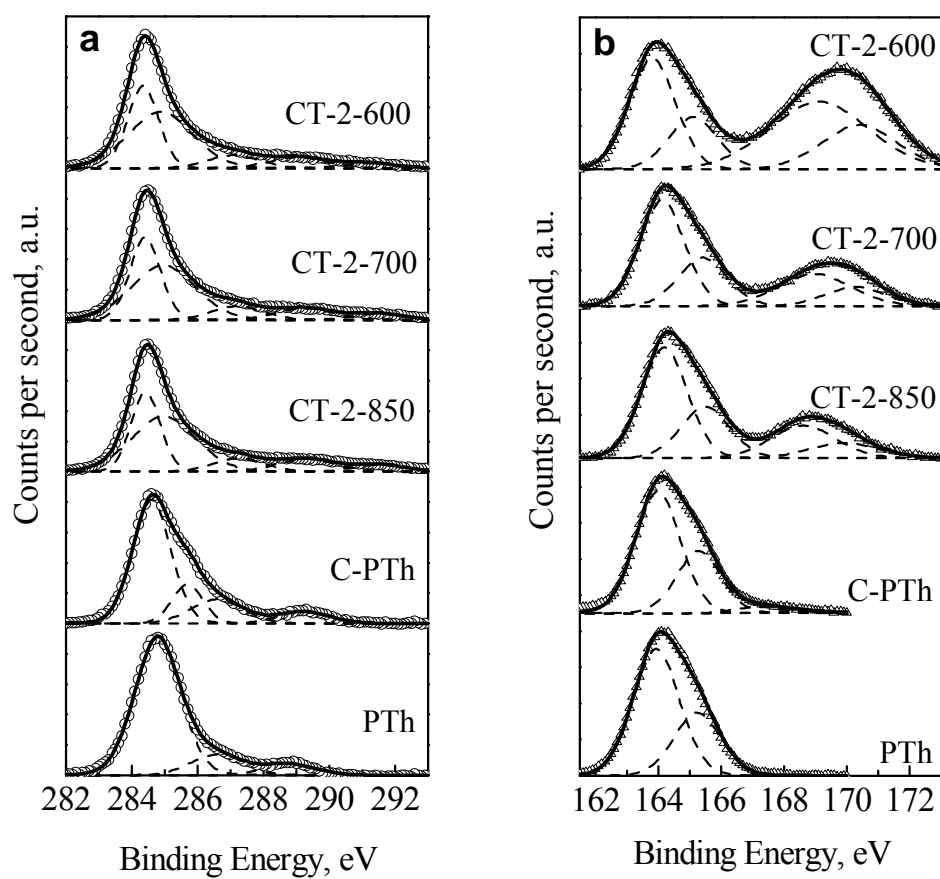 a
CT-2-600
CT-2-700
CT-2-850
C-PTh
PTh
Counts per second, a.u.
282 284 286 288 290 292
Binding Energy, eV
b
CT-2-600
CT-2-700
CT-2-850
C-PTh
PTh
Counts per second, a.u.
162 164 166 168 170 172
Binding Energy, eV